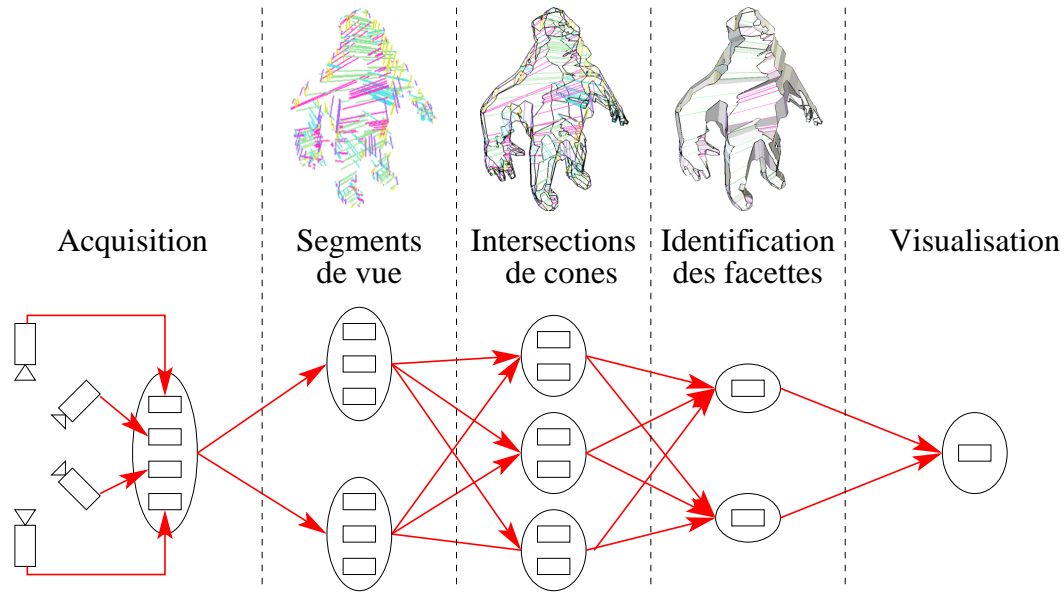 Acquisition
Segments
de vue
Intersections
de cones
Identification
des facettes
Visualisation